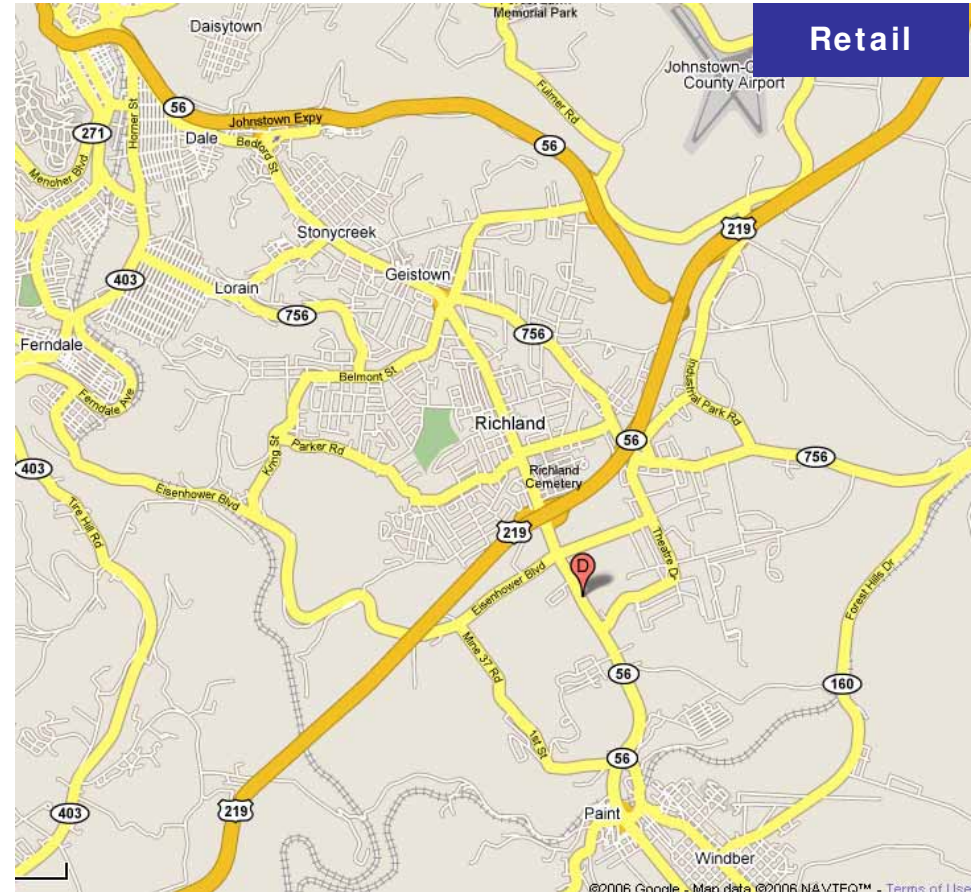 Memorial Park
Retail
Daisytown
Johnstown-C
County Airport
Fulmer Rd
56
Johnstown Expy
Horner St
271
Dale
Bedford St
56
Menoher Blvd
219
Stonycreek
Geistown
403
Lorain
756
756
Ferndale
Belmont St
Industrial Park Rd
Ferndale Ave
Richland
Kring St
Parker Rd
56
756
403
Richland
Cemetery
Eisenhower Blvd
Tire Hill Rd
219
Theatre Dr
D
Eisenhower Blvd
Forest Hills Dr
Mine 37 Rd
56
160
1st St
56
403
219
Paint
Windber
©2006 Google - Map data ©2006 NAVTEQ™ - Terms of Use